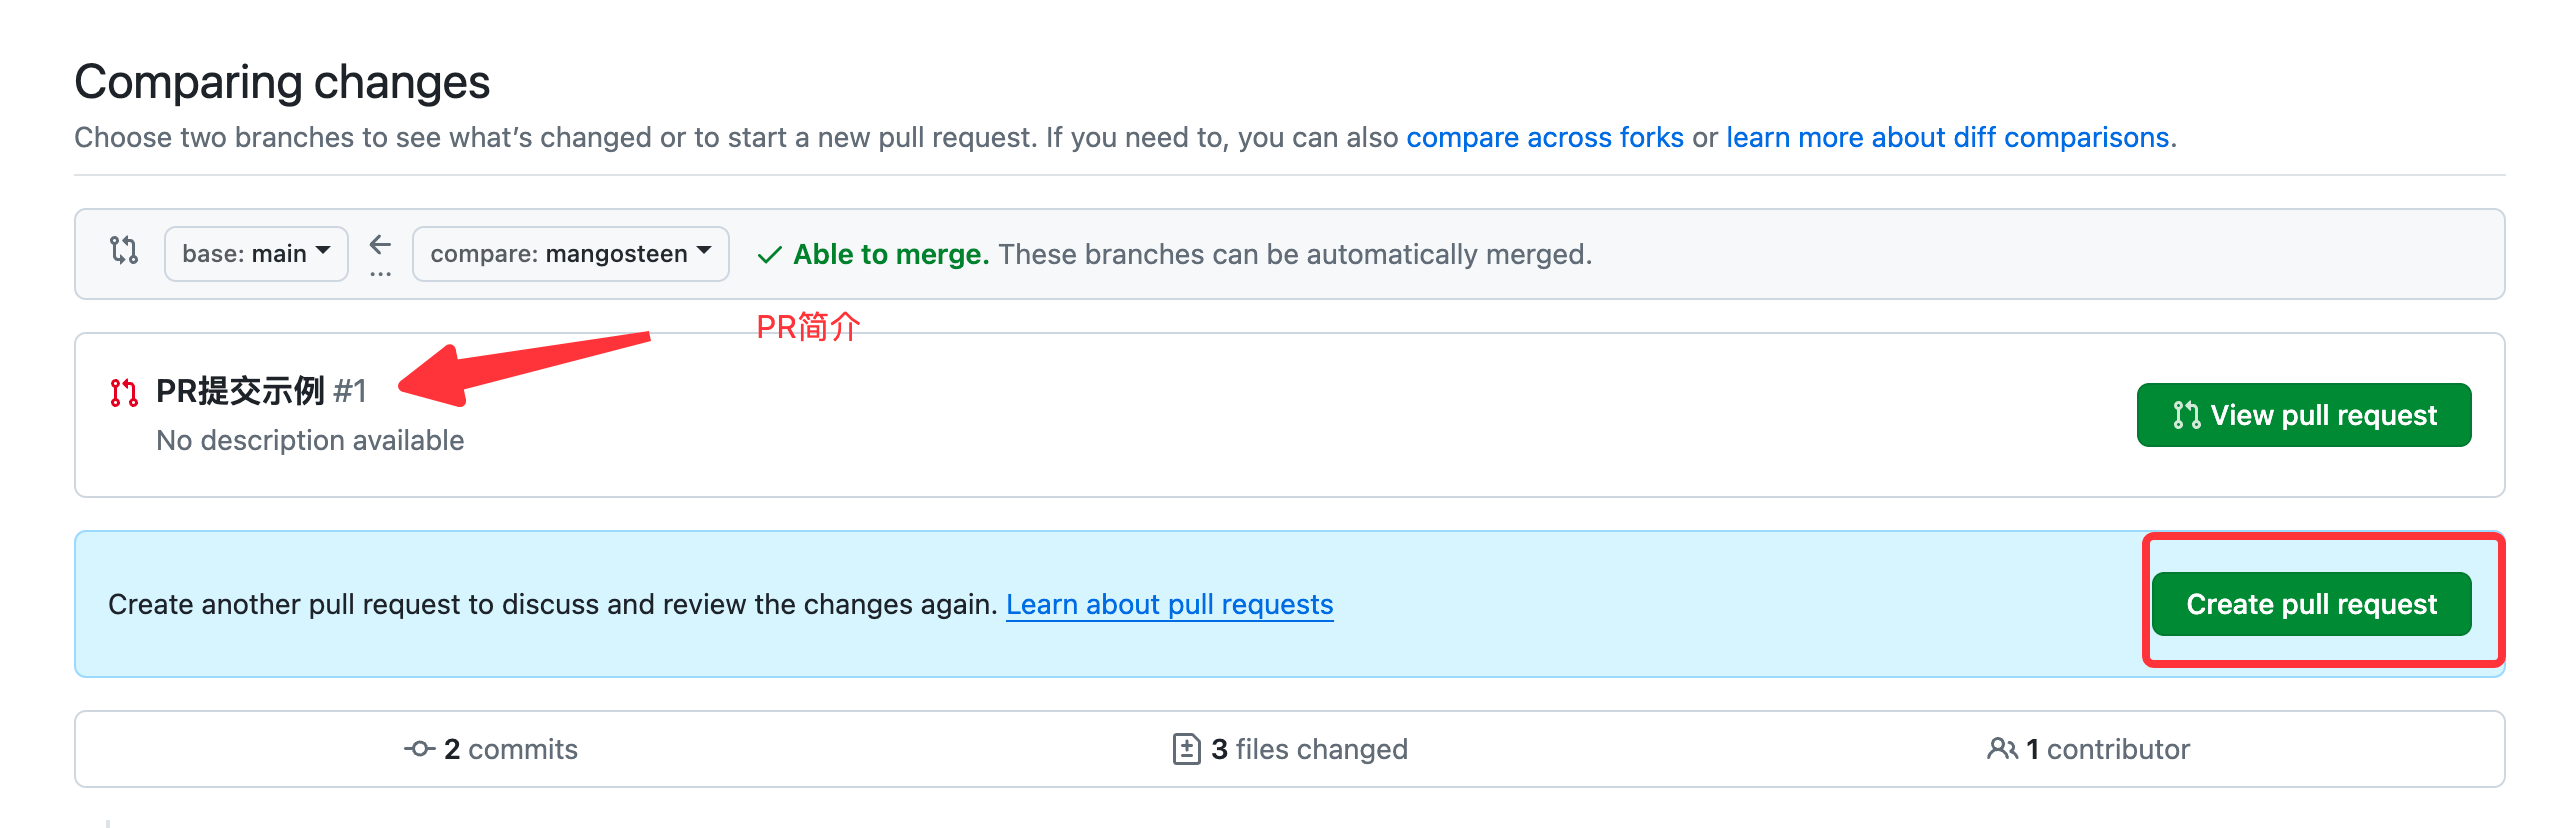 Comparing changes
Choose two branches to see what’s changed or to start a new pull request. If you need to, you can also compare across forks or learn more about diff comparisons.
base: main
compare: mangosteen
Able to merge. These branches can be automatically merged.
PR简介
PR提交示例 #1
No description available
View pull request
Create another pull request to discuss and review the changes again. Learn about pull requests
Create pull request
2 commits
3 files changed
1 contributor